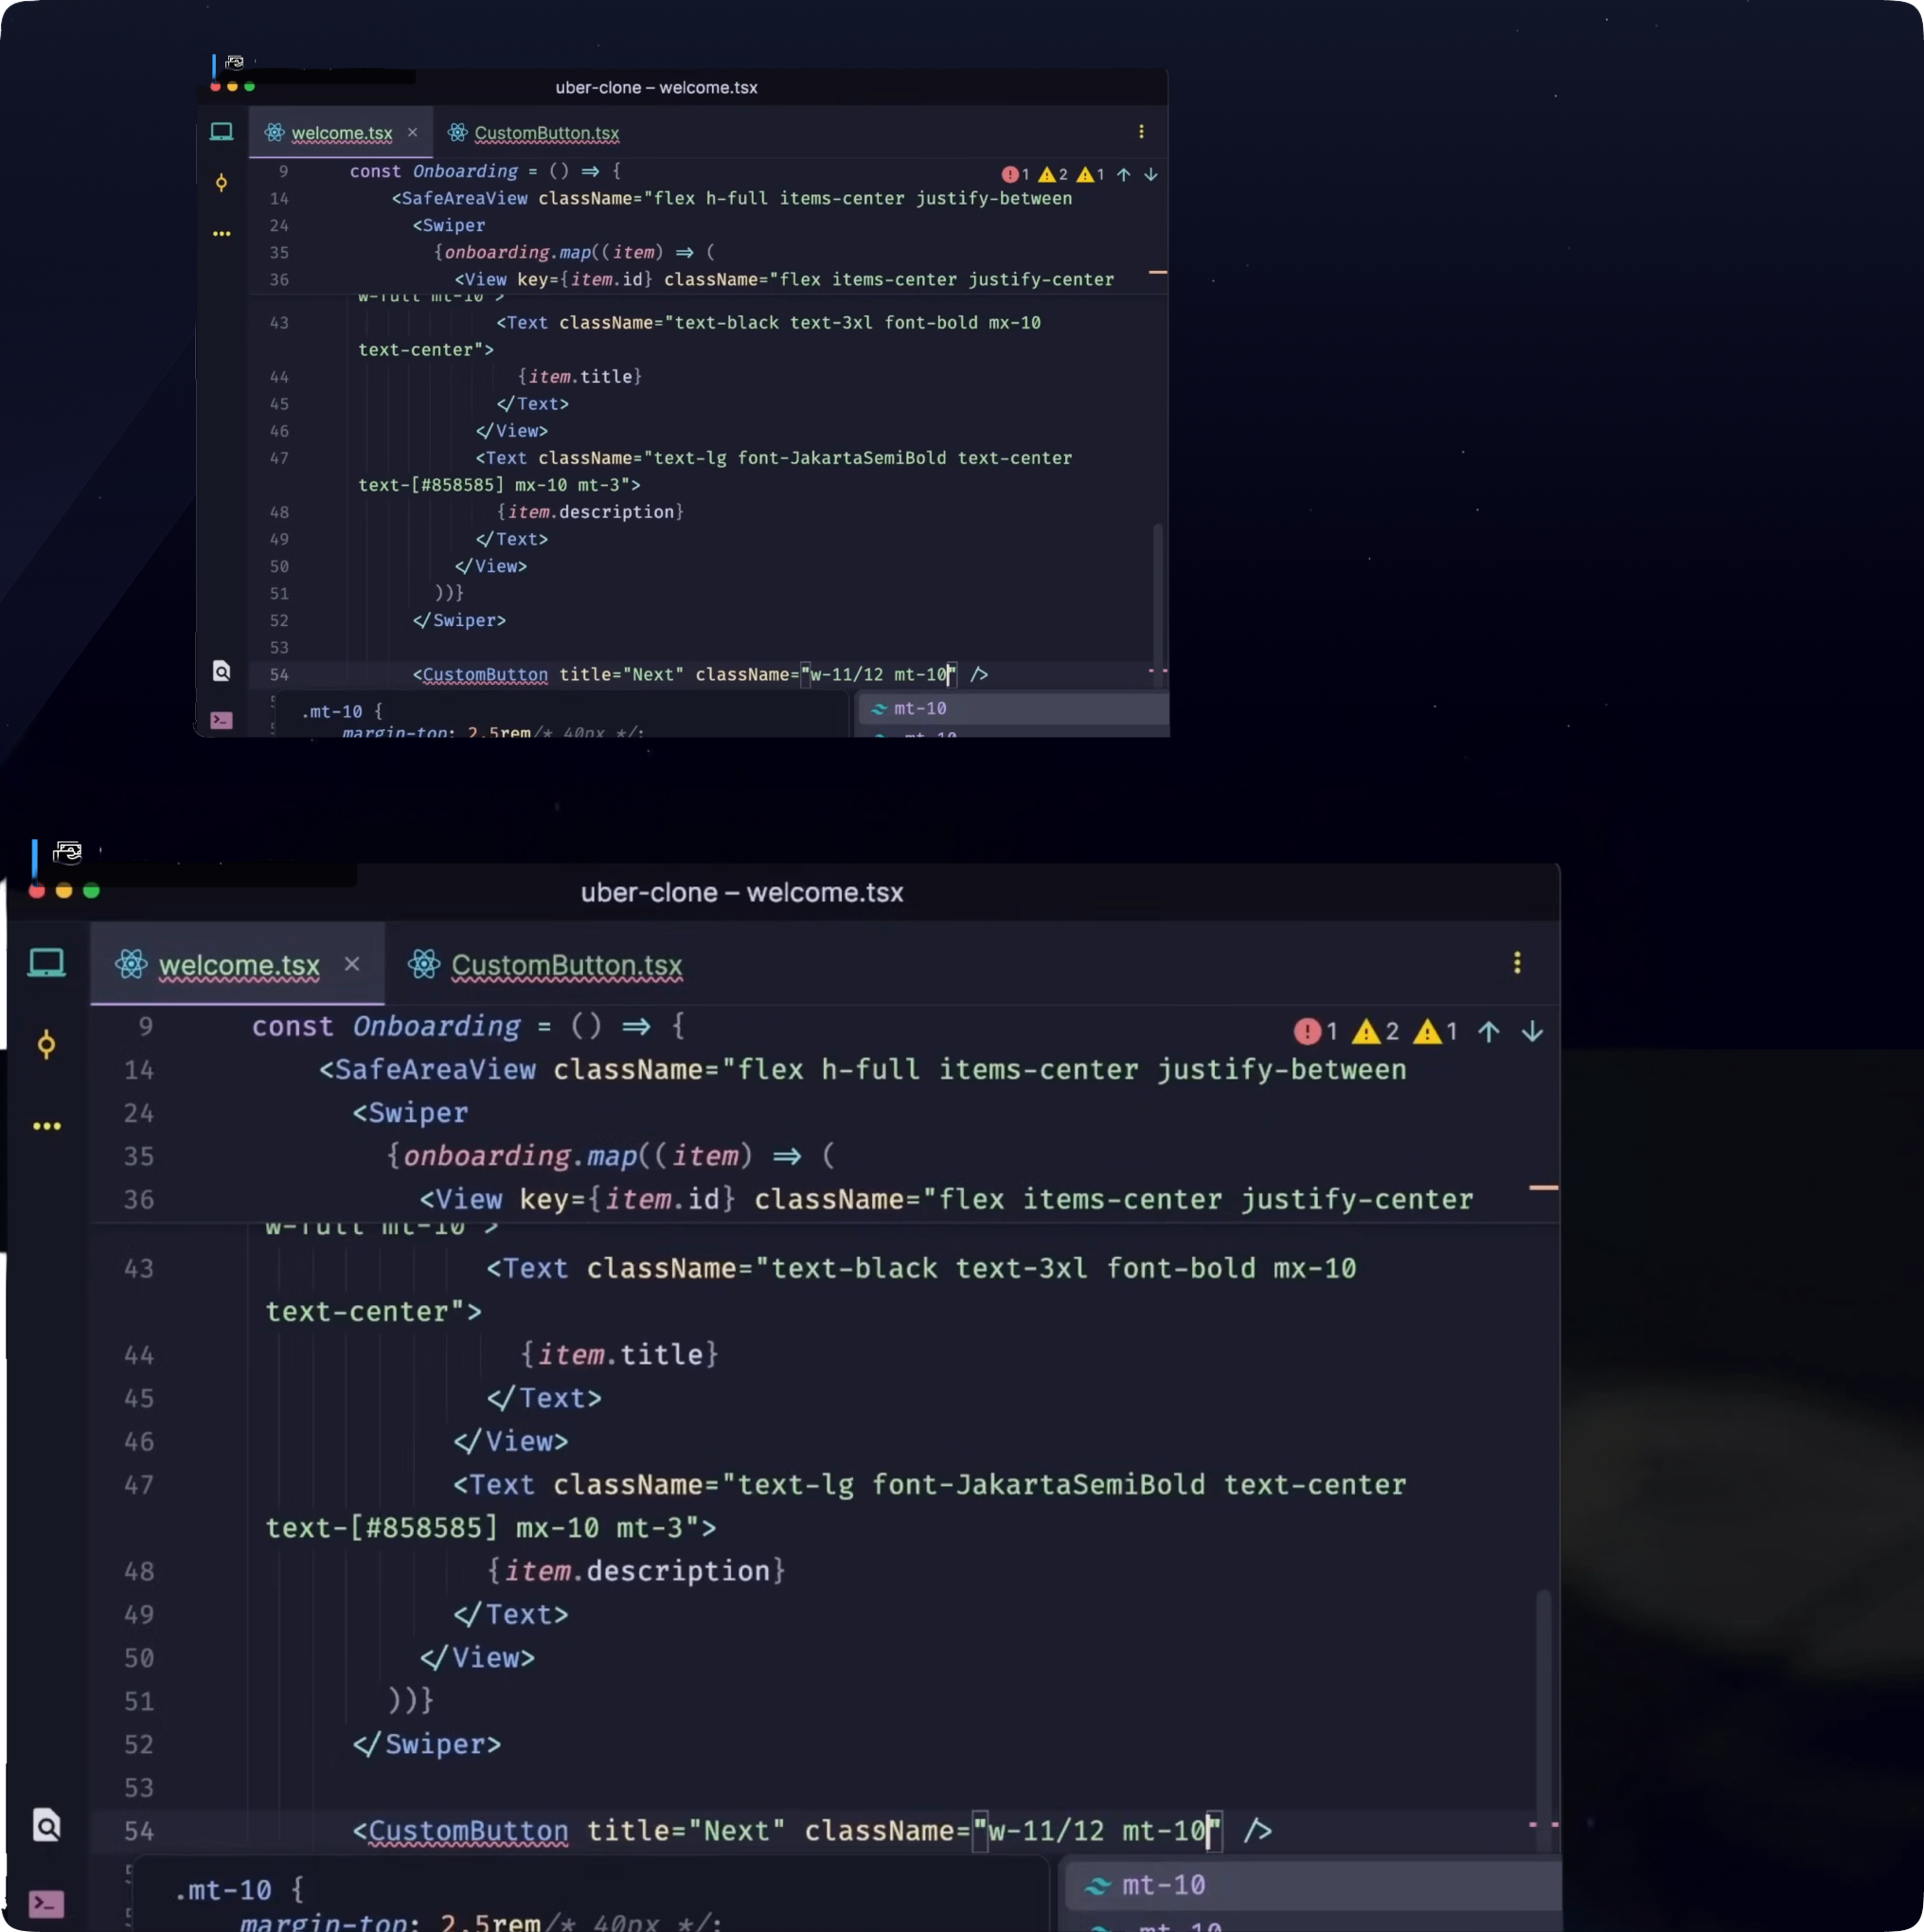 uber-clone – welcome.tsx
welcome.tsx × CustomButton.tsx
9 const Onboarding = () => {
1 2 1
14 <SafeAreaView className="flex h-full items-center justify-between
24 <Swiper
35 {onboarding.map((item) => (
36 <View key={item.id} className="flex items-center justify-center
w-full mt-10">
43 <Text className="text-black text-3xl font-bold mx-10
text-center">
44 {item.title}
45 </Text>
46 </View>
47 <Text className="text-lg font-JakartaSemiBold text-center
text-[#858585] mx-10 mt-3">
48 {item.description}
49 </Text>
50 </View>
51 ))}
52 </Swiper>
53
54 <CustomButton title="Next" className="w-11/12 mt-10" />
.mt-10 {
margin-top: 2.5rem/* 40px */;
mt-10
uber-clone – welcome.tsx
welcome.tsx × CustomButton.tsx
9 const Onboarding = () => {
1 2 1
14 <SafeAreaView className="flex h-full items-center justify-between
24 <Swiper
35 {onboarding.map((item) => (
36 <View key={item.id} className="flex items-center justify-center
w-full mt-10">
43 <Text className="text-black text-3xl font-bold mx-10
text-center">
44 {item.title}
45 </Text>
46 </View>
47 <Text className="text-lg font-JakartaSemiBold text-center
text-[#858585] mx-10 mt-3">
48 {item.description}
49 </Text>
50 </View>
51 ))}
52 </Swiper>
53
54 <CustomButton title="Next" className="w-11/12 mt-10" />
.mt-10 {
margin-top: 2.5rem/* 40px */;
mt-10